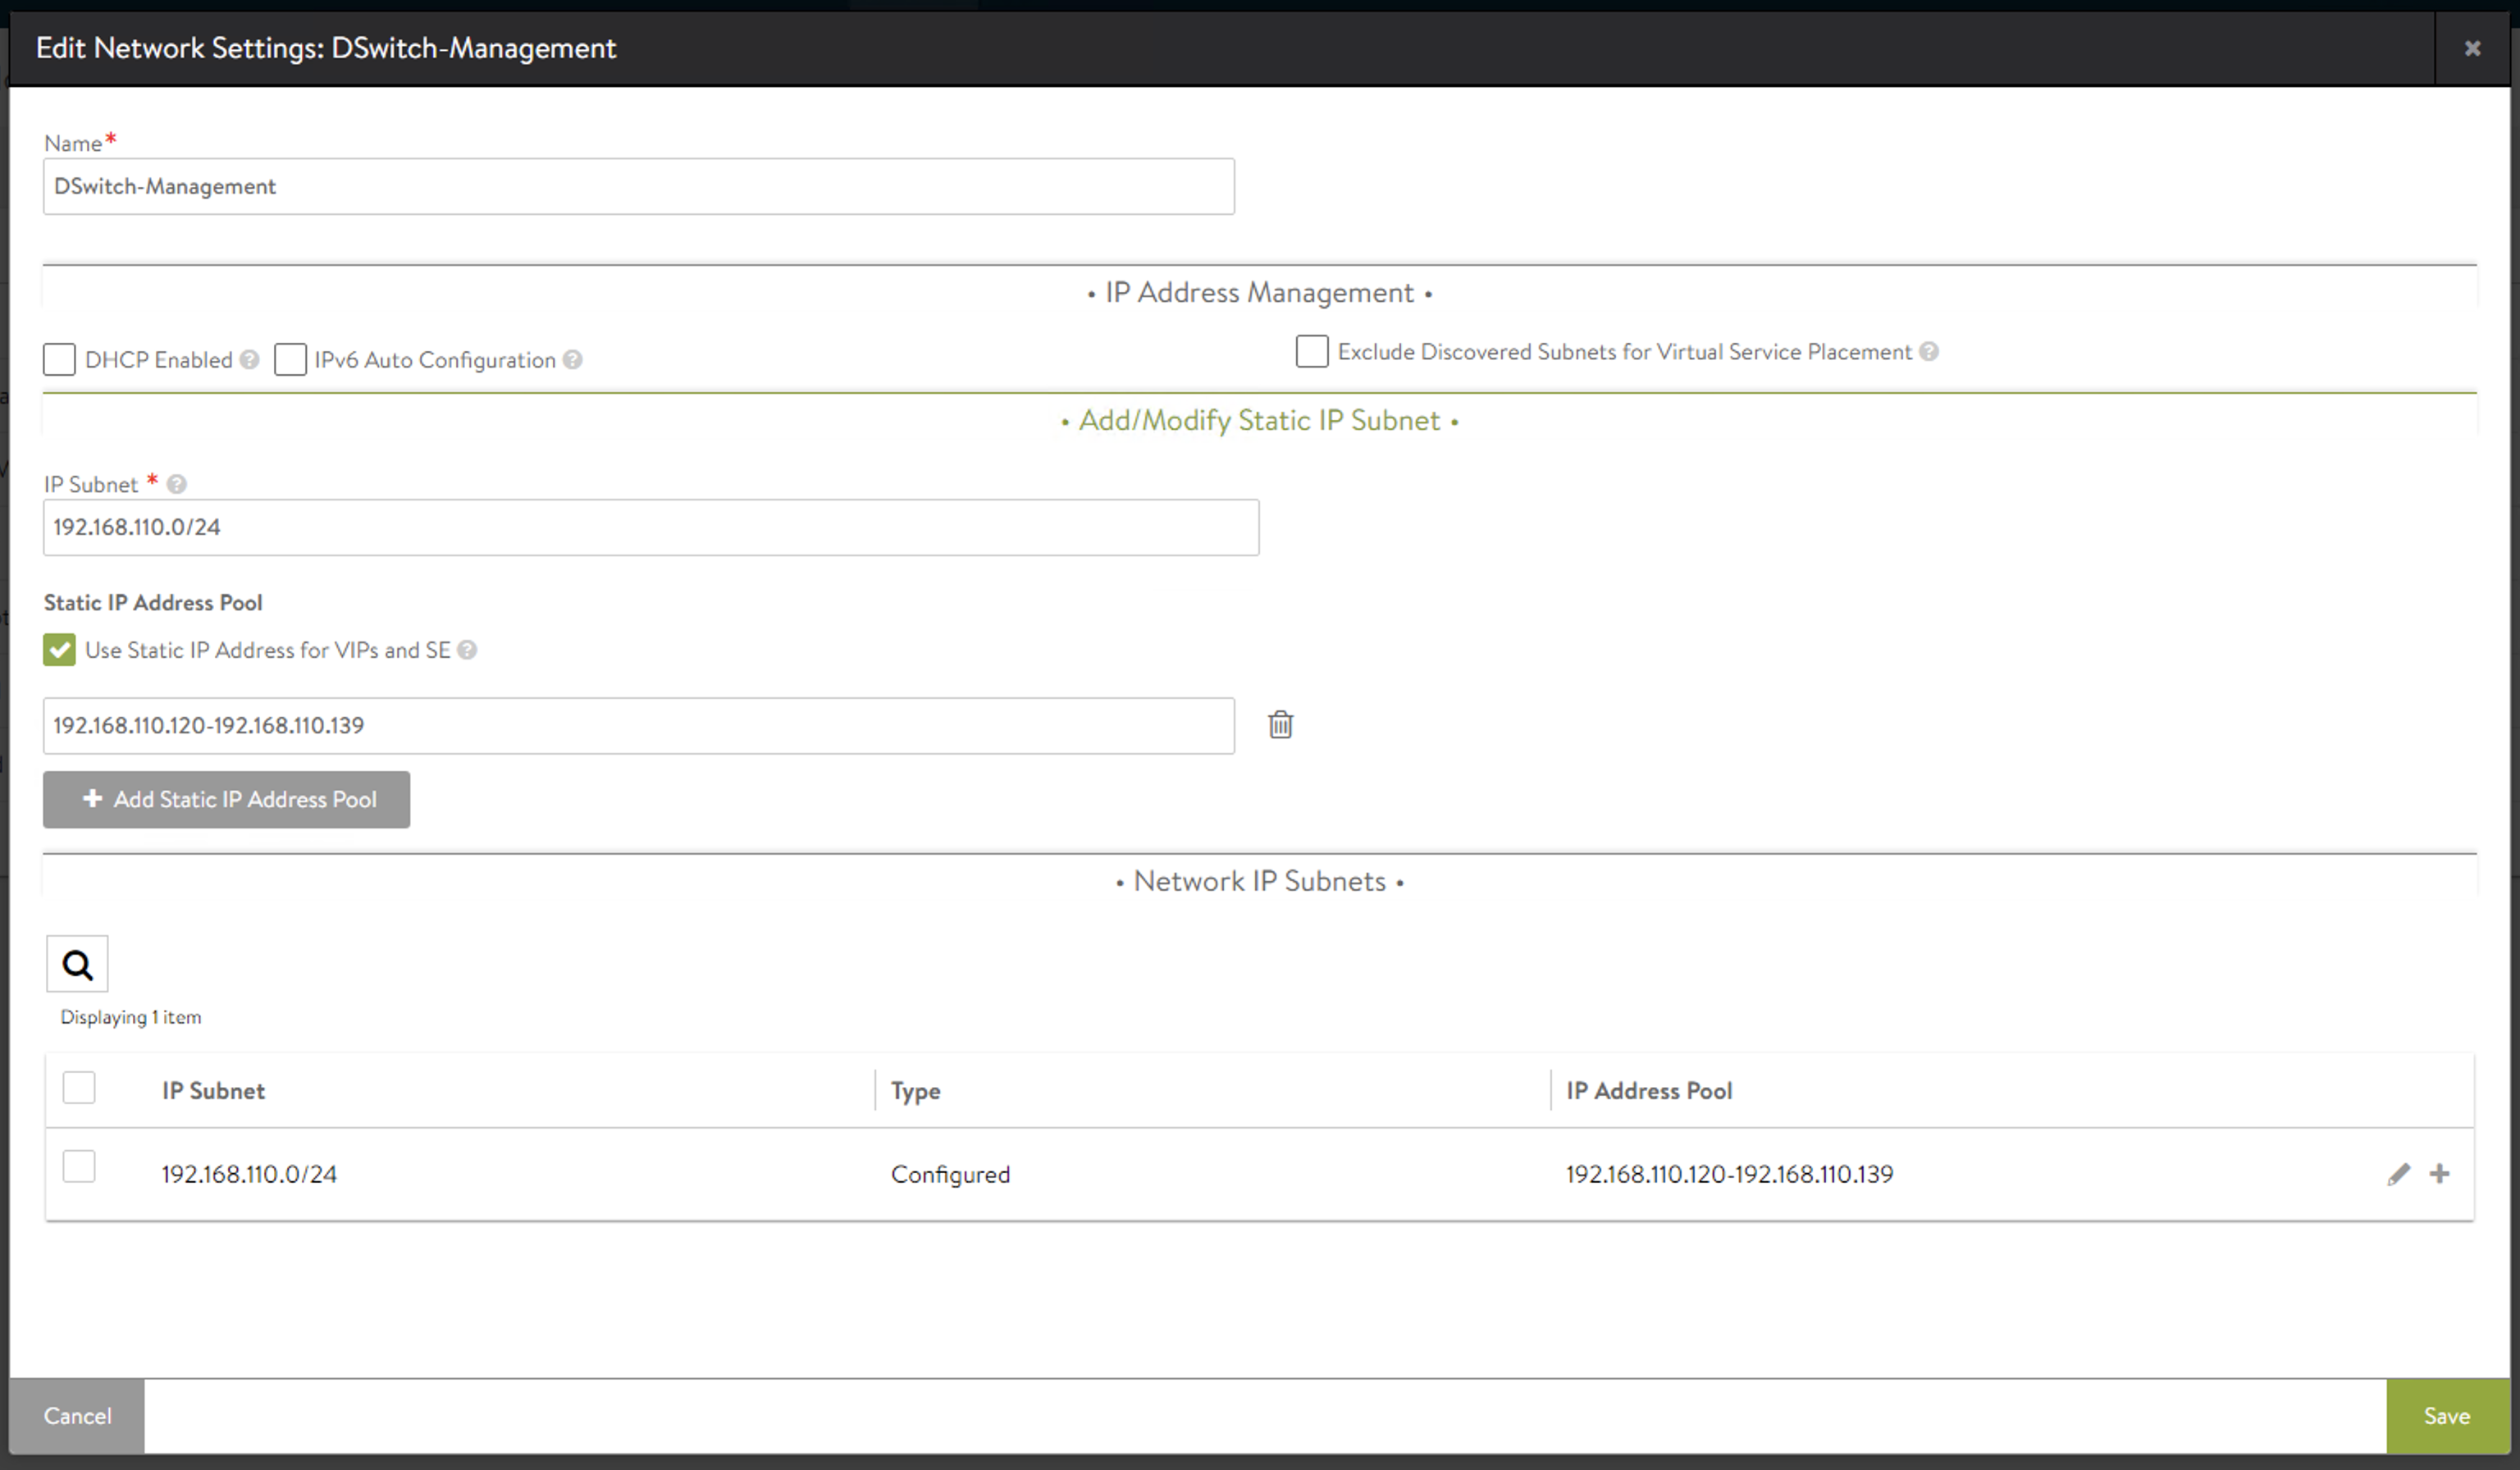 Edit Network Settings: DSwitch-Management
Name*
DSwitch-Management
• IP Address Management •
DHCP Enabled ? IPv6 Auto Configuration ? Exclude Discovered Subnets for Virtual Service Placement ?
• Add/Modify Static IP Subnet •
IP Subnet * ?
192.168.110.0/24
Static IP Address Pool
Use Static IP Address for VIPs and SE ?
192.168.110.120-192.168.110.139
+ Add Static IP Address Pool
• Network IP Subnets •
Displaying 1 item
IP Subnet Type IP Address Pool
192.168.110.0/24 Configured 192.168.110.120-192.168.110.139
Cancel Save